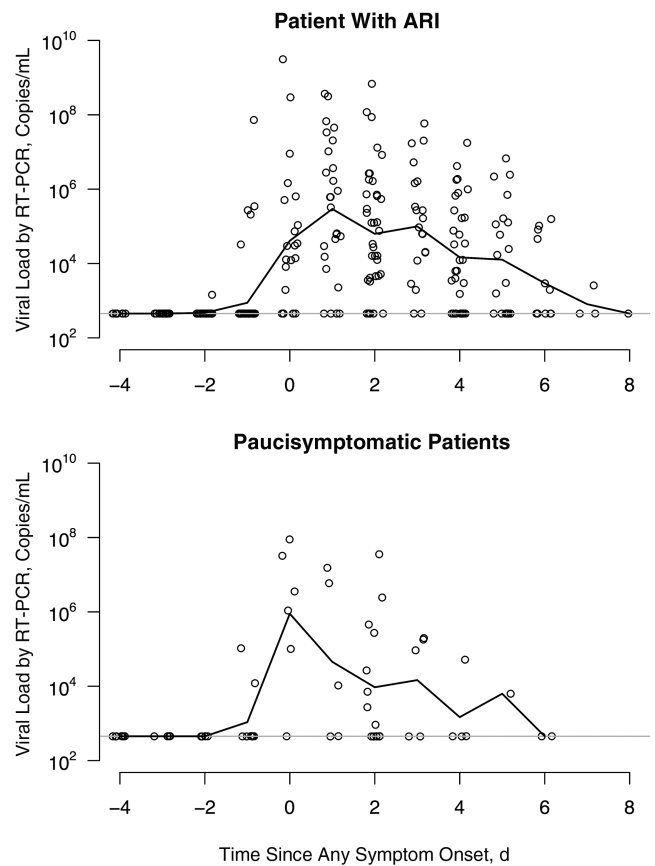 Patient With ARI
Viral Load by RT-PCR, Copies/mL
10^10
10^8
10^6
10^4
10^2
−4 −2 0 2 4 6 8
Paucisymptomatic Patients
Viral Load by RT-PCR, Copies/mL
10^10
10^8
10^6
10^4
10^2
−4 −2 0 2 4 6 8
Time Since Any Symptom Onset, d